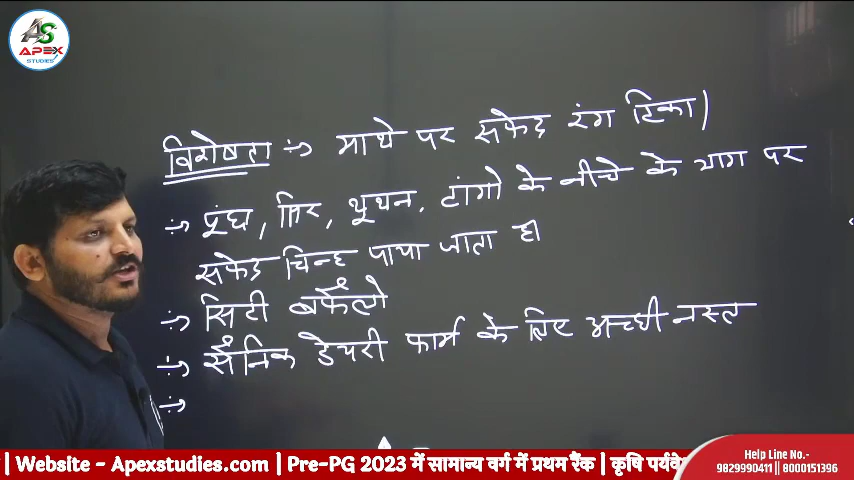 AS
APEX
STUDIES
विशेषता ÷> माथे पर सफेद रंग टिका)
÷> पूंछ, सिर, थूथन, टांगो के नीचे के भाग पर
सफेद चिन्ह पाया जाता है
÷> सिटी बफैलो
÷> सैनिक डेयरी फार्म के लिए अच्छी नस्ल
÷>
| Website - Apexstudies.com | Pre-PG 2023 में सामान्य वर्ग में प्रथम रैंक | कृषि पर्यवे
Help Line No.-
9829990411 || 8000151396